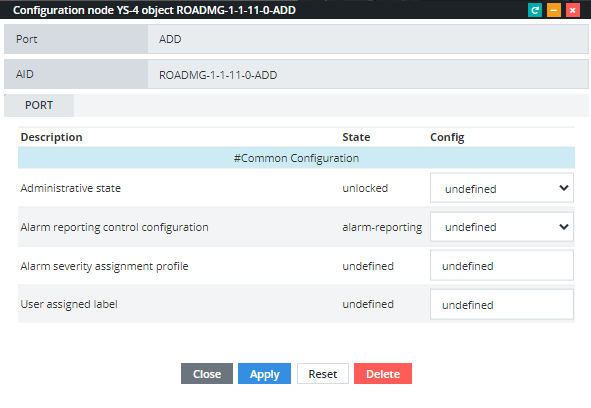 Configuration node YS-4 object ROADMG-1-1-11-0-ADD
Port ADD
AID ROADMG-1-1-11-0-ADD
PORT
Description State Config
#Common Configuration
Administrative state unlocked undefined
Alarm reporting control configuration alarm-reporting undefined
Alarm severity assignment profile undefined undefined
User assigned label undefined undefined
Close Apply Reset Delete